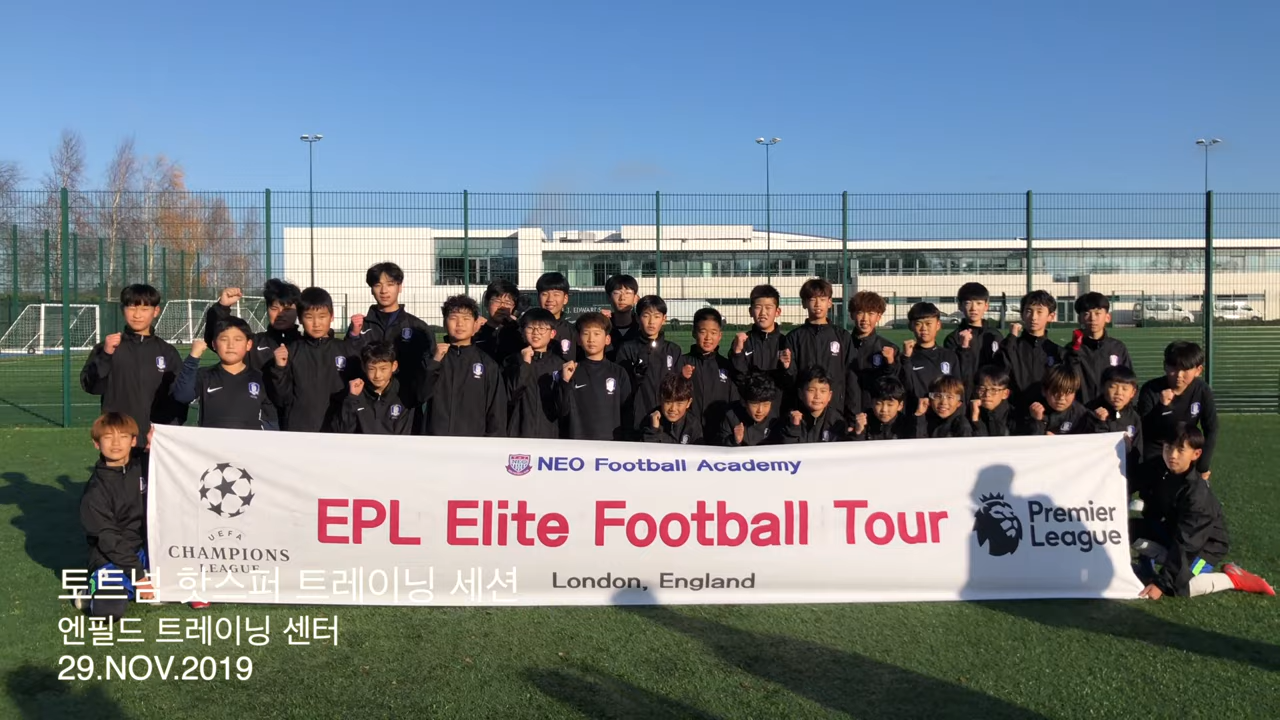 J. EDWARDS
NEO
NEO Football Academy
EPL Elite Football Tour
UEFA
CHAMPIONS
LEAGUE
Premier
League
London, England
토트넘 핫스퍼 트레이닝 세션
엔필드 트레이닝 센터
29.NOV.2019